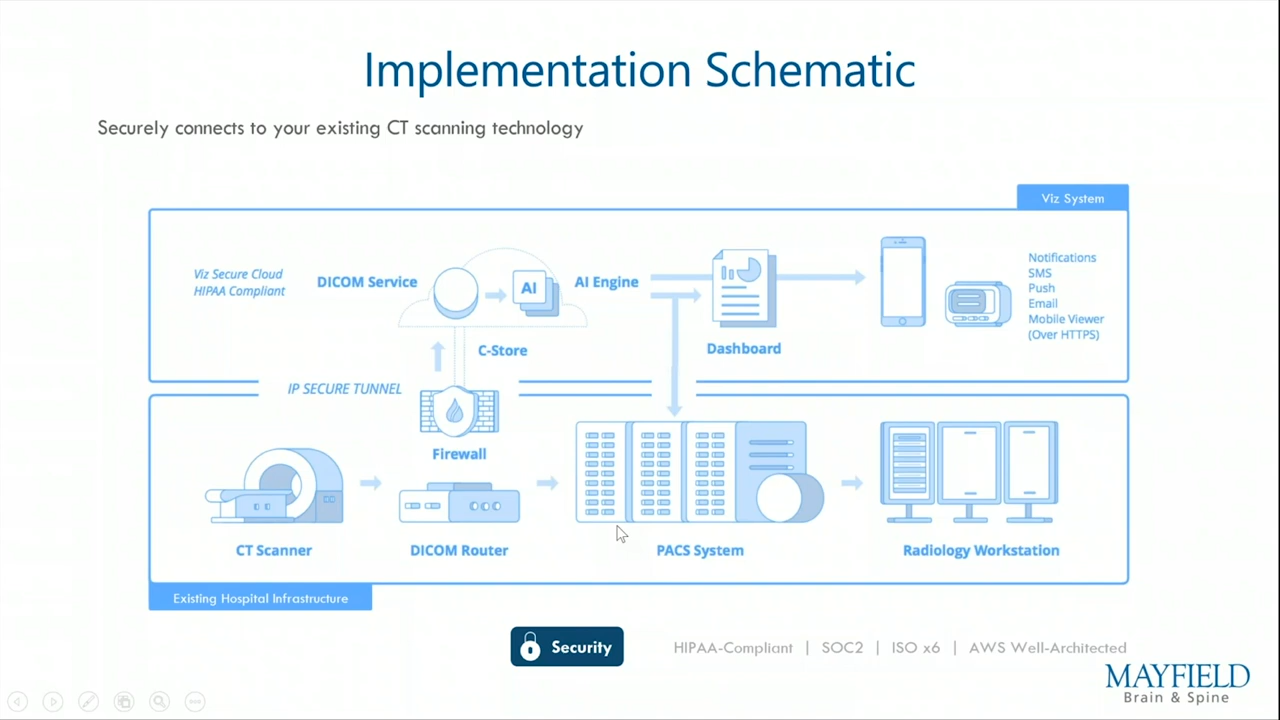 Implementation Schematic
Securely connects to your existing CT scanning technology
Viz System
Viz Secure Cloud
HIPAA Compliant
DICOM Service
AI
AI Engine
C-Store
Dashboard
Notifications
SMS
Push
Email
Mobile Viewer
(Over HTTPS)
IP SECURE TUNNEL
Firewall
CT Scanner
DICOM Router
PACS System
Radiology Workstation
Existing Hospital Infrastructure
Security
HIPAA-Compliant | SOC2 | ISO x6 | AWS Well-Architected
MAYFIELD
Brain & Spine